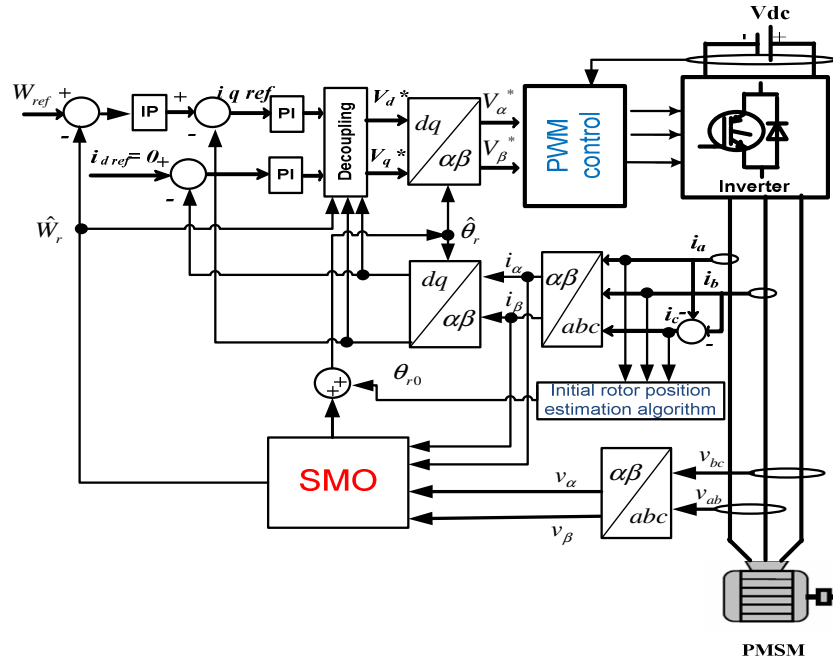 Vdc
- +
W_ref +
-
IP
+
-
i q ref
PI
Decoupling
V_d *
V_q *
dq
αβ
V_α^*
V_β^*
PWM control
Inverter
i_d ref = 0 +
-
PI
Ŵ_r
θ̂_r
dq
αβ
i_α
i_β
αβ
abc
i_a
i_b
i_c -
-
θ_r0
+ +
Initial rotor position
estimation algorithm
SMO
v_α
v_β
αβ
abc
v_bc
v_ab
PMSM